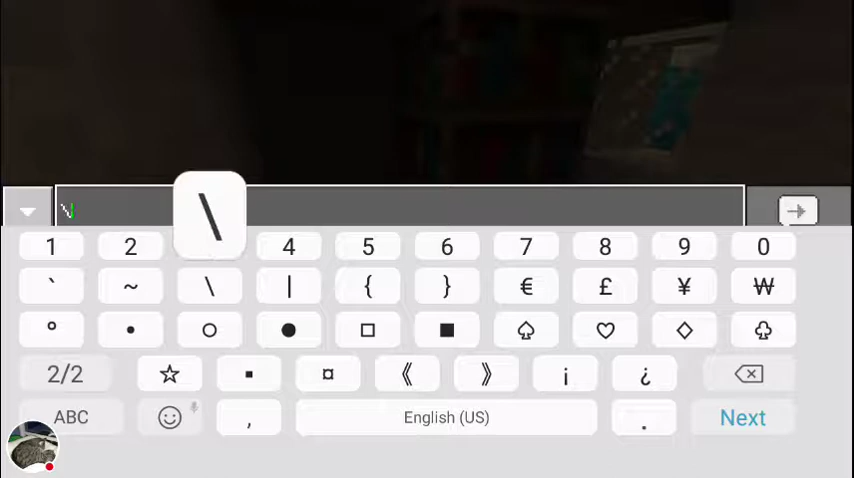 \
\
1 2 4 5 6 7 8 9 0
` ~ \ | { } € £ ¥ ₩
° • ○ ● □ ■ ♤ ♡ ◇ ♧
2/2 ☆ ▪ ¤ 《 》 ¡ ¿
ABC , English (US) . Next